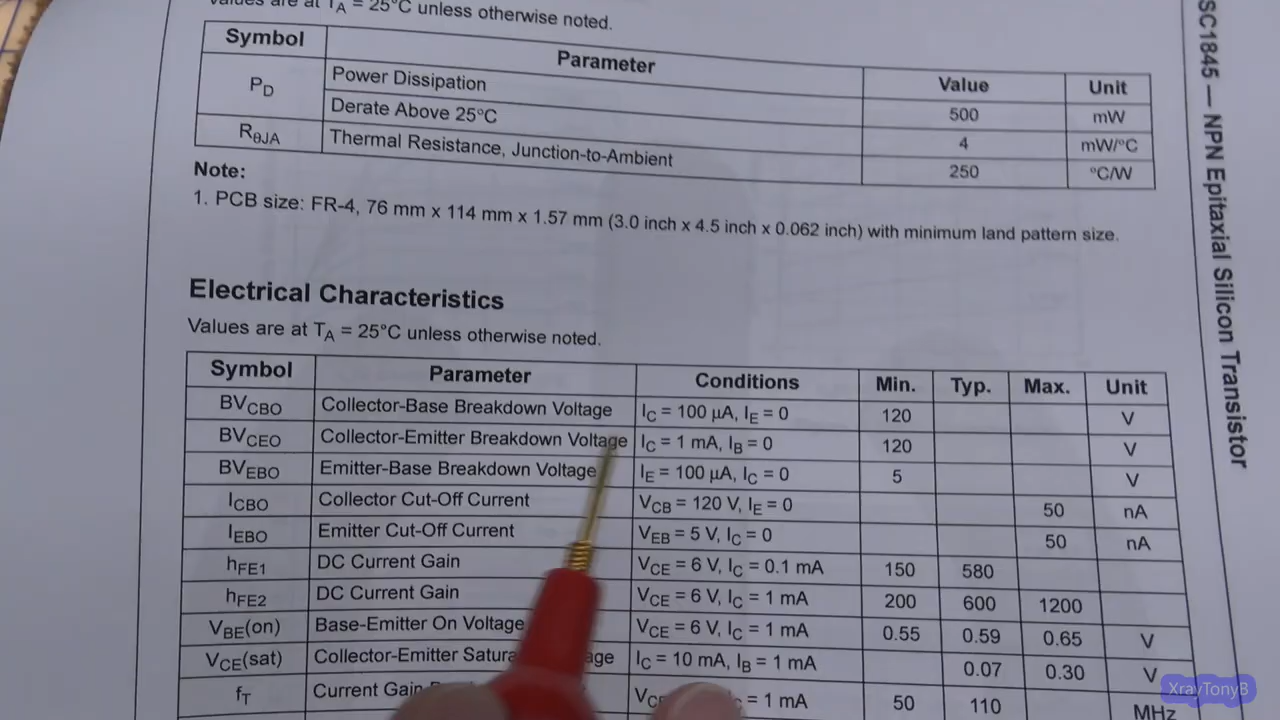 Values are at TA = 25°C unless otherwise noted.
Symbol Parameter Value Unit
PD Power Dissipation 500 mW
Derate Above 25°C 4 mW/°C
RθJA Thermal Resistance, Junction-to-Ambient 250 °C/W
Note:
1. PCB size: FR-4, 76 mm x 114 mm x 1.57 mm (3.0 inch x 4.5 inch x 0.062 inch) with minimum land pattern size.
Electrical Characteristics
Values are at TA = 25°C unless otherwise noted.
Symbol Parameter Conditions Min. Typ. Max. Unit
BVCBO Collector-Base Breakdown Voltage IC = 100 μA, IE = 0 120 V
BVCEO Collector-Emitter Breakdown Voltage IC = 1 mA, IB = 0 120 V
BVEBO Emitter-Base Breakdown Voltage IE = 100 μA, IC = 0 5 V
ICBO Collector Cut-Off Current VCB = 120 V, IE = 0 50 nA
IEBO Emitter Cut-Off Current VEB = 5 V, IC = 0 50 nA
hFE1 DC Current Gain VCE = 6 V, IC = 0.1 mA 150 580
hFE2 DC Current Gain VCE = 6 V, IC = 1 mA 200 600 1200
VBE(on) Base-Emitter On Voltage VCE = 6 V, IC = 1 mA 0.55 0.59 0.65 V
VCE(sat) Collector-Emitter IC = 10 mA, IB = 1 mA 0.07 0.30 V
fT Current Gain = 1 mA 50 110 MHz
SC1845 — NPN Epitaxial Silicon Transistor
XrayTonyB